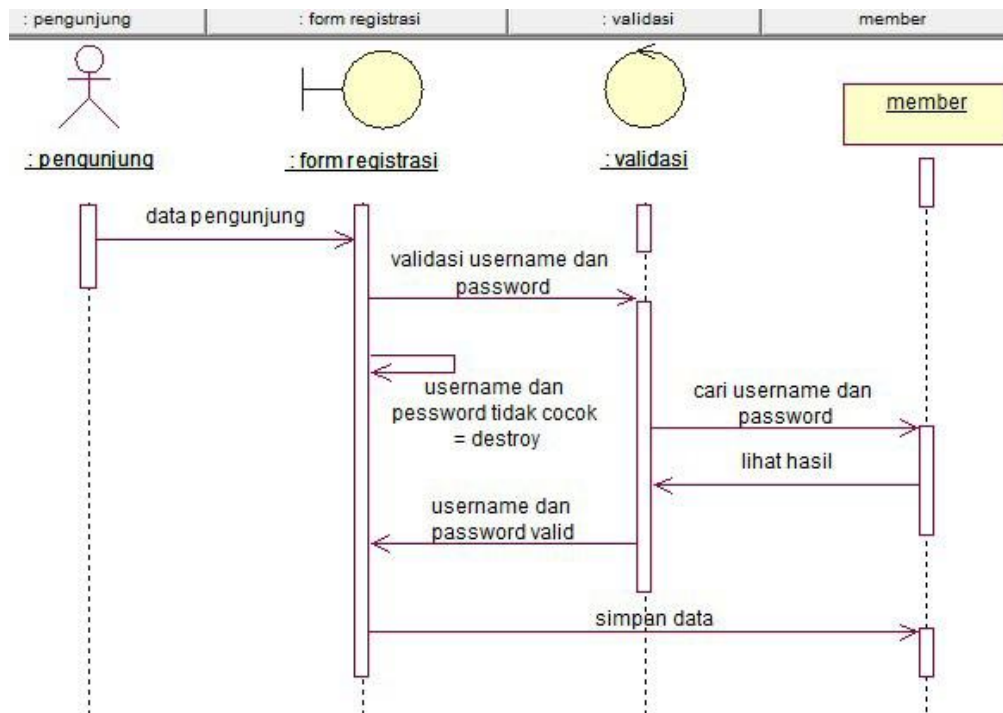 : pengunjung
: form registrasi
: validasi
member
: pengunjung
: form registrasi
: validasi
member
data pengunjung
validasi username dan
password
username dan
pessword tidak cocok
= destroy
cari username dan
password
lihat hasil
username dan
password valid
simpan data